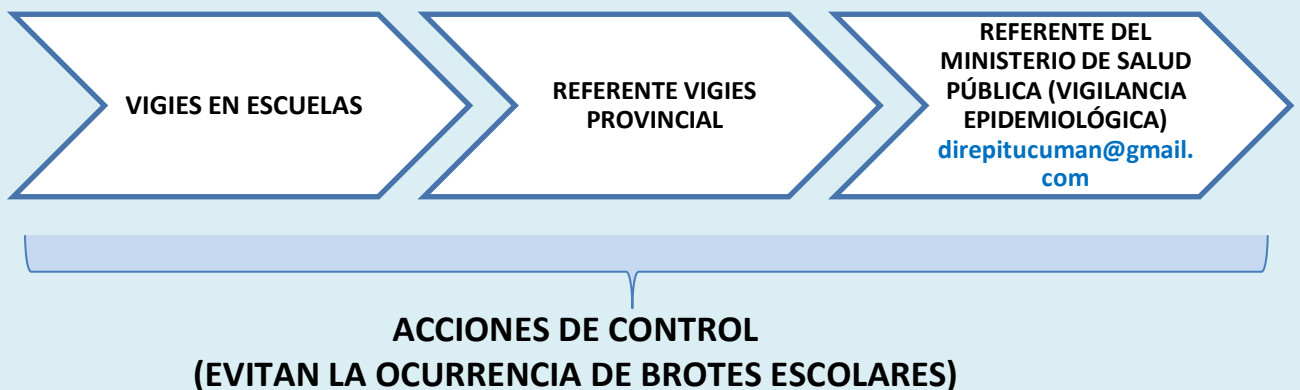 VIGIES EN ESCUELAS
REFERENTE VIGIES
PROVINCIAL
REFERENTE DEL
MINISTERIO DE SALUD
PÚBLICA (VIGILANCIA
EPIDEMIOLÓGICA)
direpitucuman@gmail.
com
ACCIONES DE CONTROL
(EVITAN LA OCURRENCIA DE BROTES ESCOLARES)